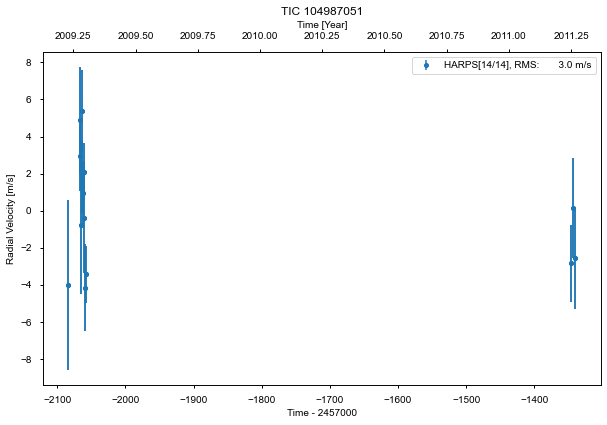 TIC 104987051
Time [Year]
2009.25 2009.50 2009.75 2010.00 2010.25 2010.50 2010.75 2011.00 2011.25
HARPS[14/14], RMS: 3.0 m/s
8
6
4
2
0
−2
−4
−6
−8
Radial Velocity [m/s]
−2100 −2000 −1900 −1800 −1700 −1600 −1500 −1400
Time - 2457000